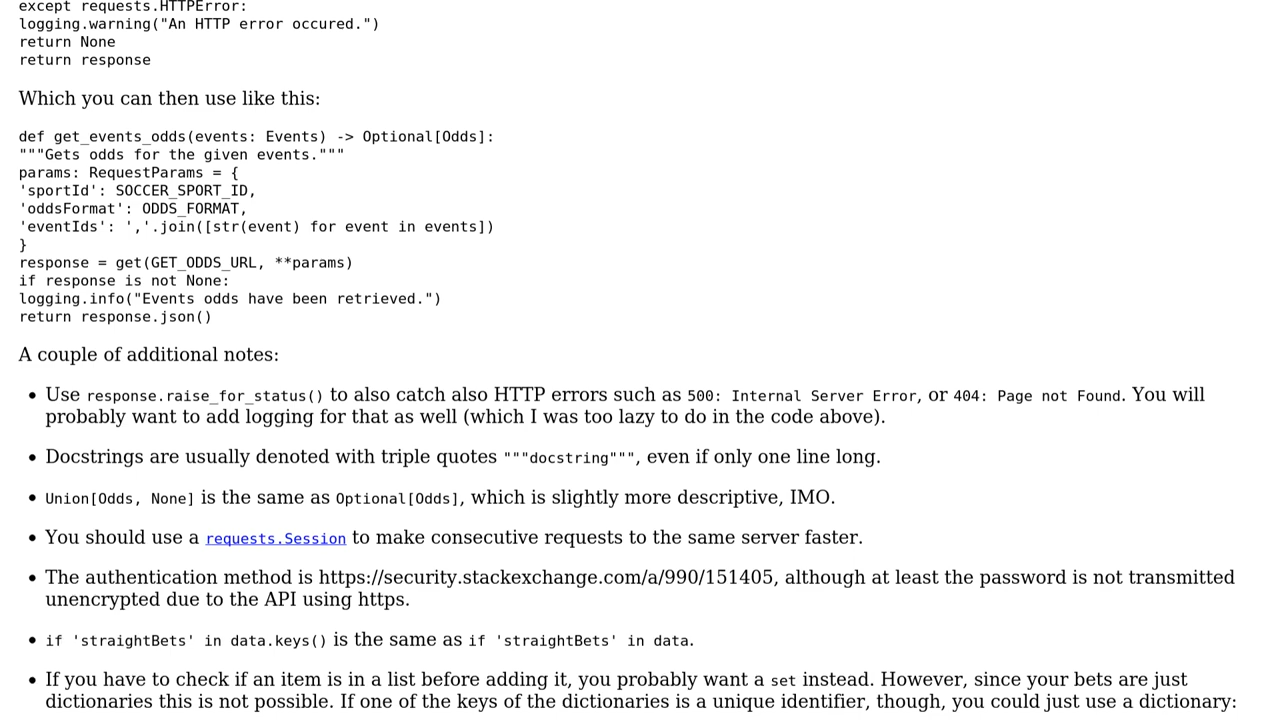 except requests.HTTPError:
logging.warning("An HTTP error occured.")
return None
return response
Which you can then use like this:
def get_events_odds(events: Events) -> Optional[Odds]:
"""Gets odds for the given events."""
params: RequestParams = {
'sportId': SOCCER_SPORT_ID,
'oddsFormat': ODDS_FORMAT,
'eventIds': ','.join([str(event) for event in events])
}
response = get(GET_ODDS_URL, **params)
if response is not None:
logging.info("Events odds have been retrieved.")
return response.json()
A couple of additional notes:
• Use response.raise_for_status() to also catch also HTTP errors such as 500: Internal Server Error, or 404: Page not Found. You will
probably want to add logging for that as well (which I was too lazy to do in the code above).
• Docstrings are usually denoted with triple quotes """docstring""", even if only one line long.
• Union[Odds, None] is the same as Optional[Odds], which is slightly more descriptive, IMO.
• You should use a requests.Session to make consecutive requests to the same server faster.
• The authentication method is https://security.stackexchange.com/a/990/151405, although at least the password is not transmitted
unencrypted due to the API using https.
• if 'straightBets' in data.keys() is the same as if 'straightBets' in data.
• If you have to check if an item is in a list before adding it, you probably want a set instead. However, since your bets are just
dictionaries this is not possible. If one of the keys of the dictionaries is a unique identifier, though, you could just use a dictionary: